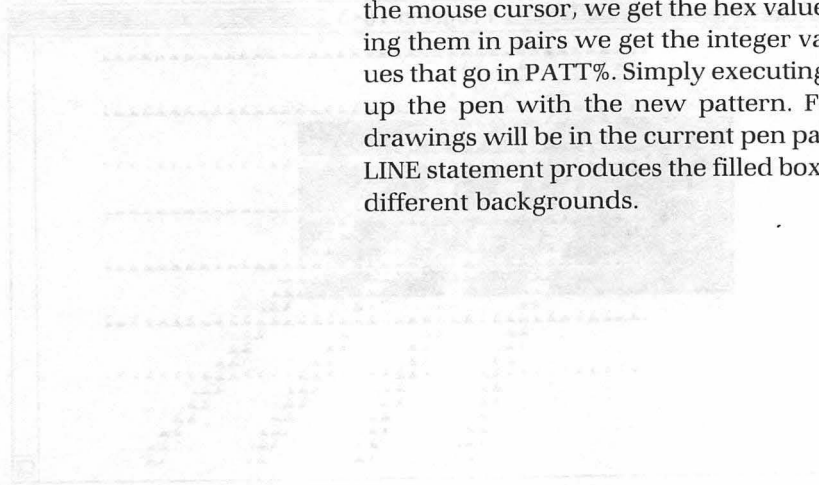 the mouse cursor, we get the hex value
ing them in pairs we get the integer va
ues that go in PATT%. Simply executing
up the pen with the new pattern. F
drawings will be in the current pen pa
LINE statement produces the filled box
different backgrounds.